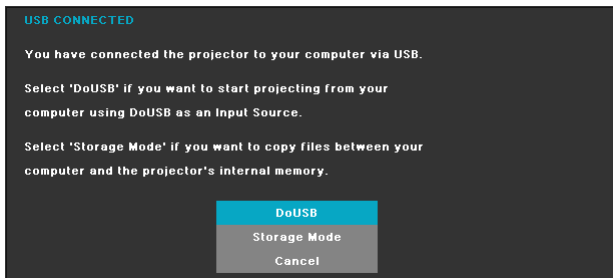 USB CONNECTED
You have connected the projector to your computer via USB.
Select 'DoUSB' if you want to start projecting from your
computer using DoUSB as an Input Source.
Select 'Storage Mode' if you want to copy files between your
computer and the projector's internal memory.
DoUSB
Storage Mode
Cancel